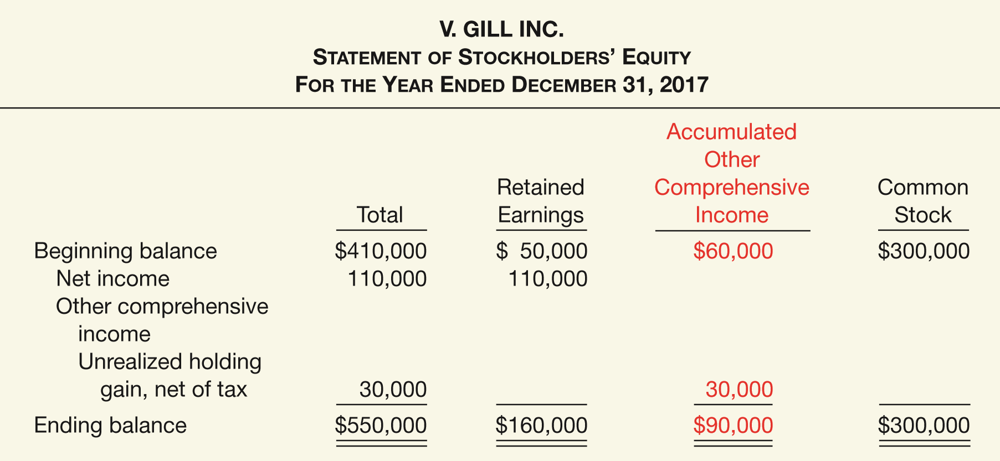 V. GILL INC.
STATEMENT OF STOCKHOLDERS’ EQUITY
FOR THE YEAR ENDED DECEMBER 31, 2017
Accumulated
Other
Retained Comprehensive Common
Total Earnings Income Stock
Beginning balance $410,000 $ 50,000 $60,000 $300,000
Net income 110,000 110,000
Other comprehensive
income
Unrealized holding
gain, net of tax 30,000 30,000
Ending balance $550,000 $160,000 $90,000 $300,000